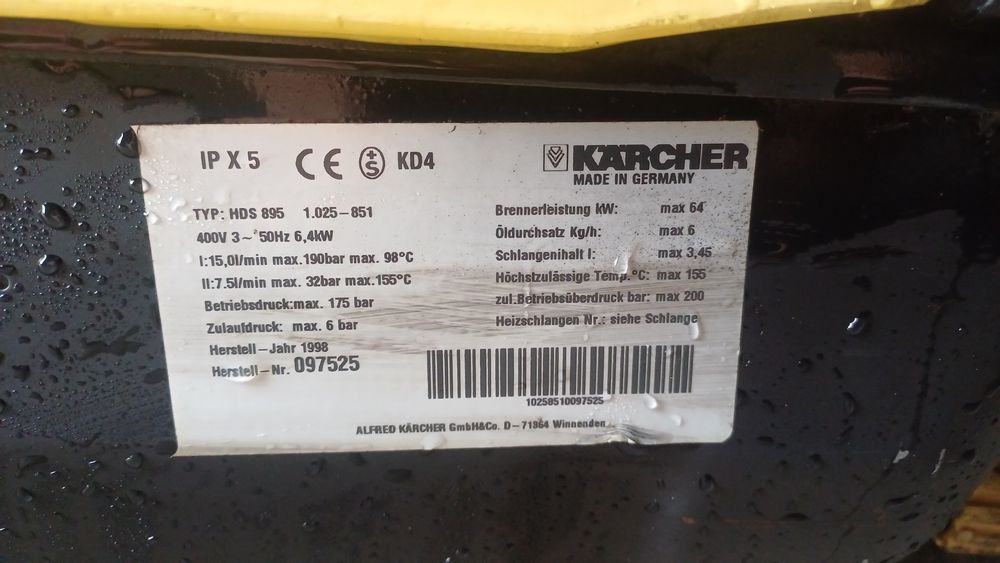 IP X 5 CE S KD4
KÄRCHER
MADE IN GERMANY
TYP: HDS 895 1.025-851
400V 3~ 50Hz 6,4kW
I:15,0l/min max.190bar max. 98°C
II:7.5l/min max. 32bar max.155°C
Betriebsdruck:max. 175 bar
Zulaufdruck: max. 6 bar
Herstell-Jahr 1998
Herstell-Nr. 097525
Brennerleistung kW: max 64
Öldurchsatz Kg/h: max 6
Schlangeninhalt l: max 3,45
Höchstzulässige Temp.°C: max 155
zul.Betriebsüberdruck bar: max 200
Heizschlangen Nr.: siehe Schlange
10258510097525
ALFRED KÄRCHER GmbH&Co. D-71364 Winnenden